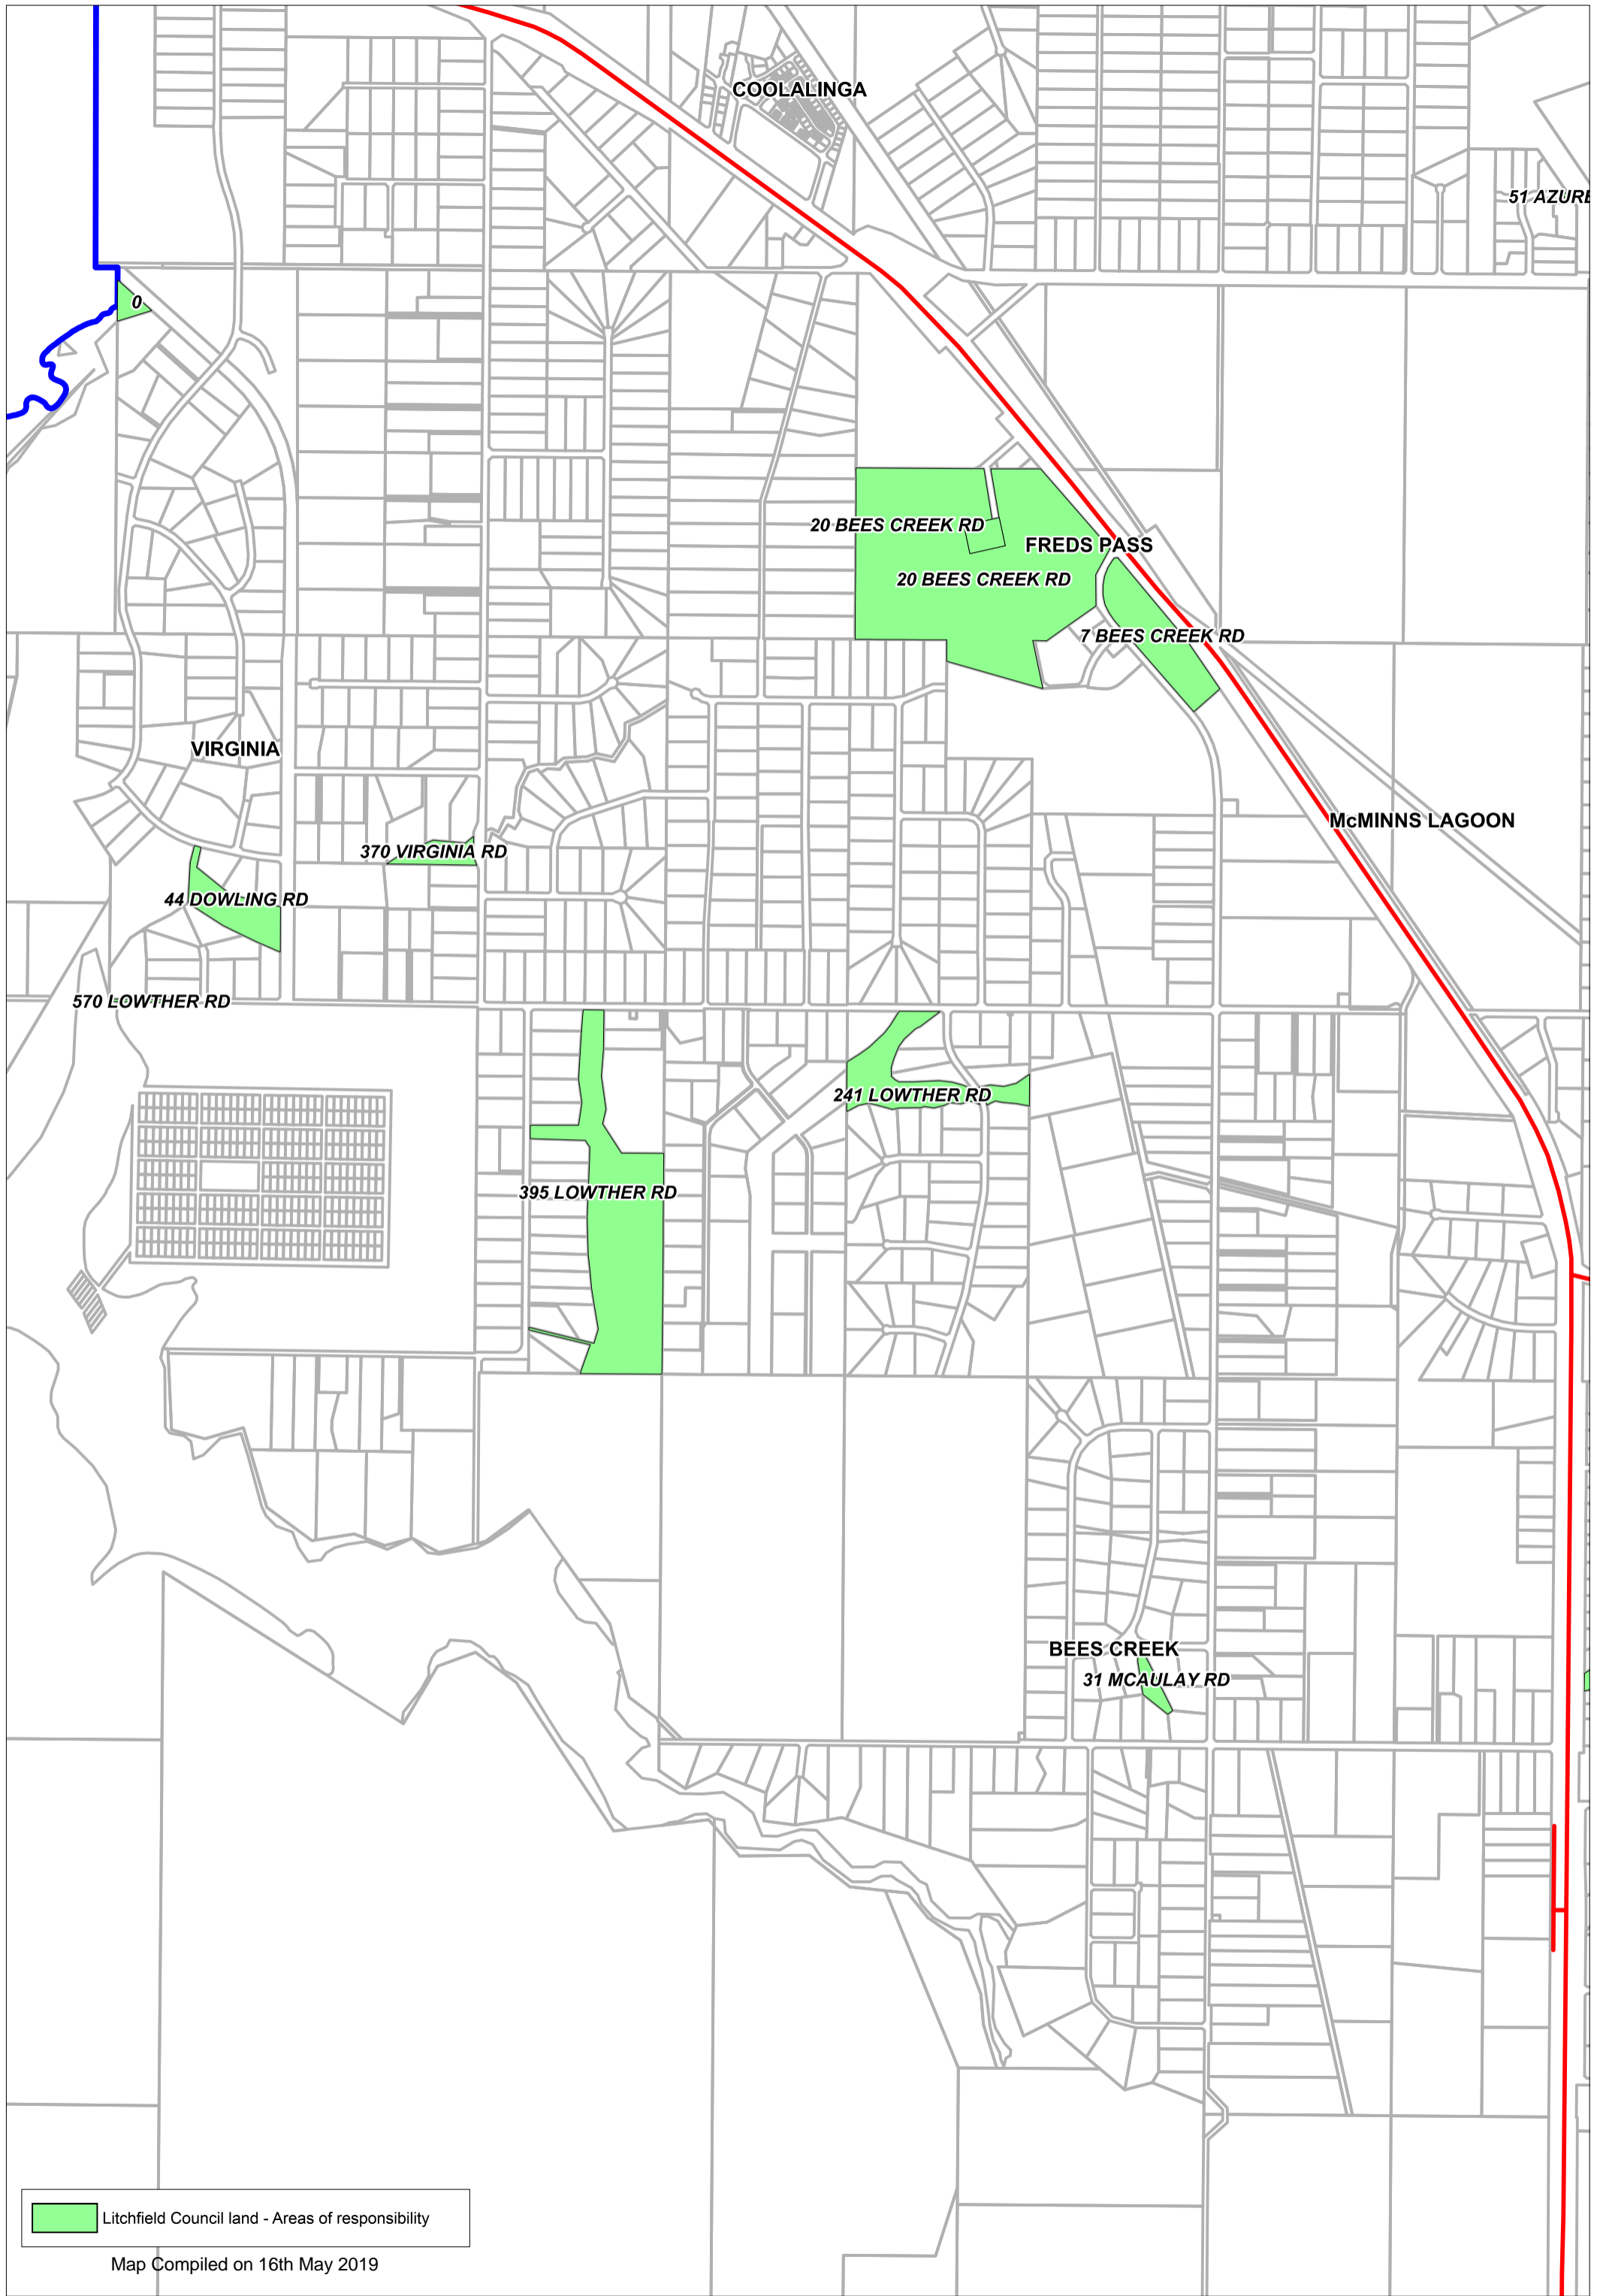 COOLALINGA
51 AZURE
0
20 BEES CREEK RD
FREDS PASS
20 BEES CREEK RD
7 BEES CREEK RD
VIRGINIA
McMINNS LAGOON
370 VIRGINIA RD
44 DOWLING RD
570 LOWTHER RD
241 LOWTHER RD
395 LOWTHER RD
BEES CREEK
31 MCAULAY RD
Litchfield Council land - Areas of responsibility
Map Compiled on 16th May 2019